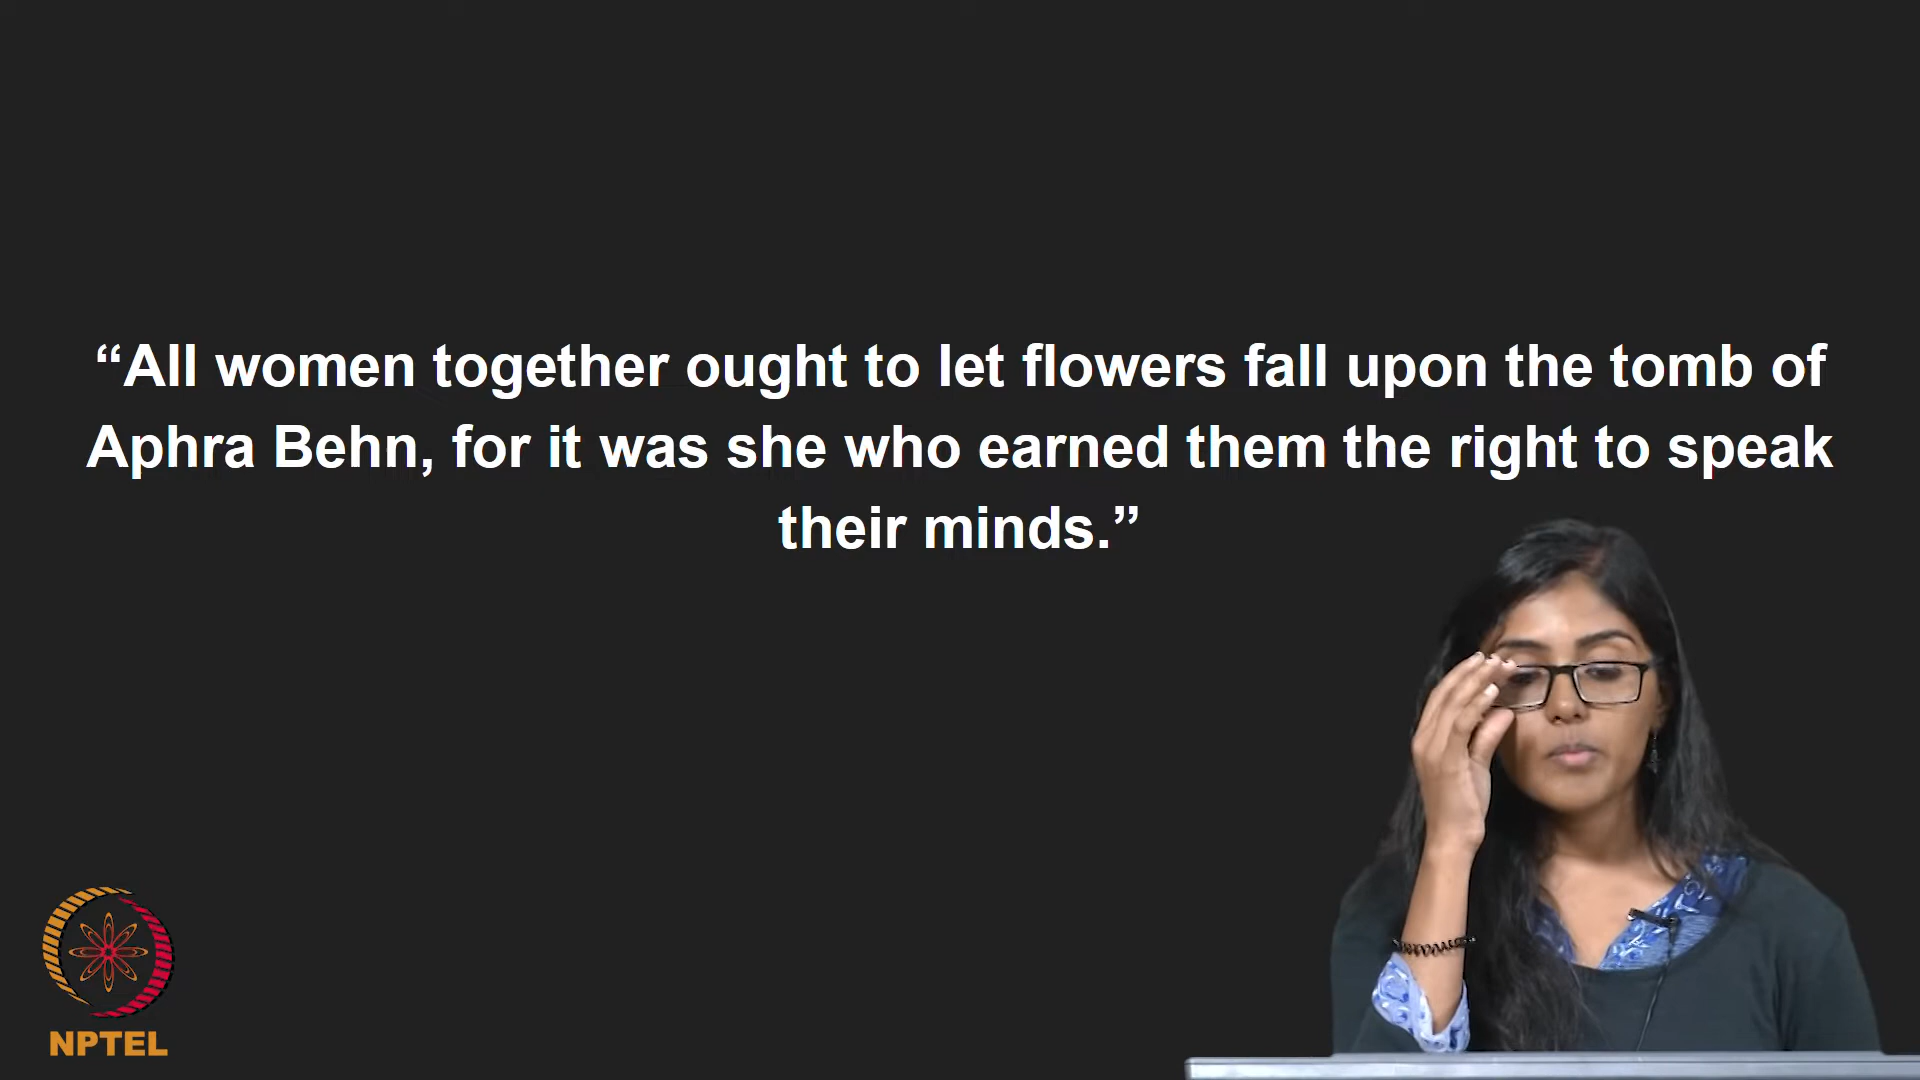 “All women together ought to let flowers fall upon the tomb of
Aphra Behn, for it was she who earned them the right to speak
their minds.”
NPTEL